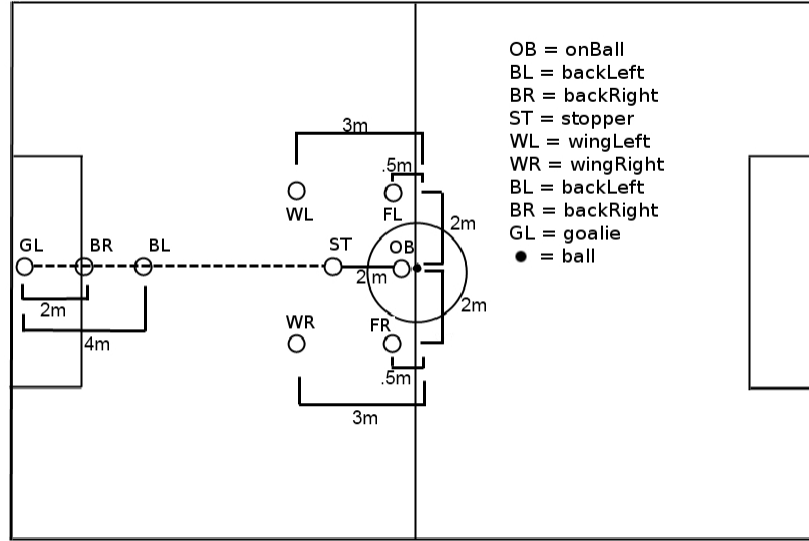 OB = onBall
BL = backLeft
BR = backRight
ST = stopper
WL = wingLeft
WR = wingRight
BL = backLeft
BR = backRight
GL = goalie
= ball
3m
.5m
WL
FL
2m
GL
BR
BL
ST
OB
2m
2m
4m
WR
FR
2m
.5m
3m